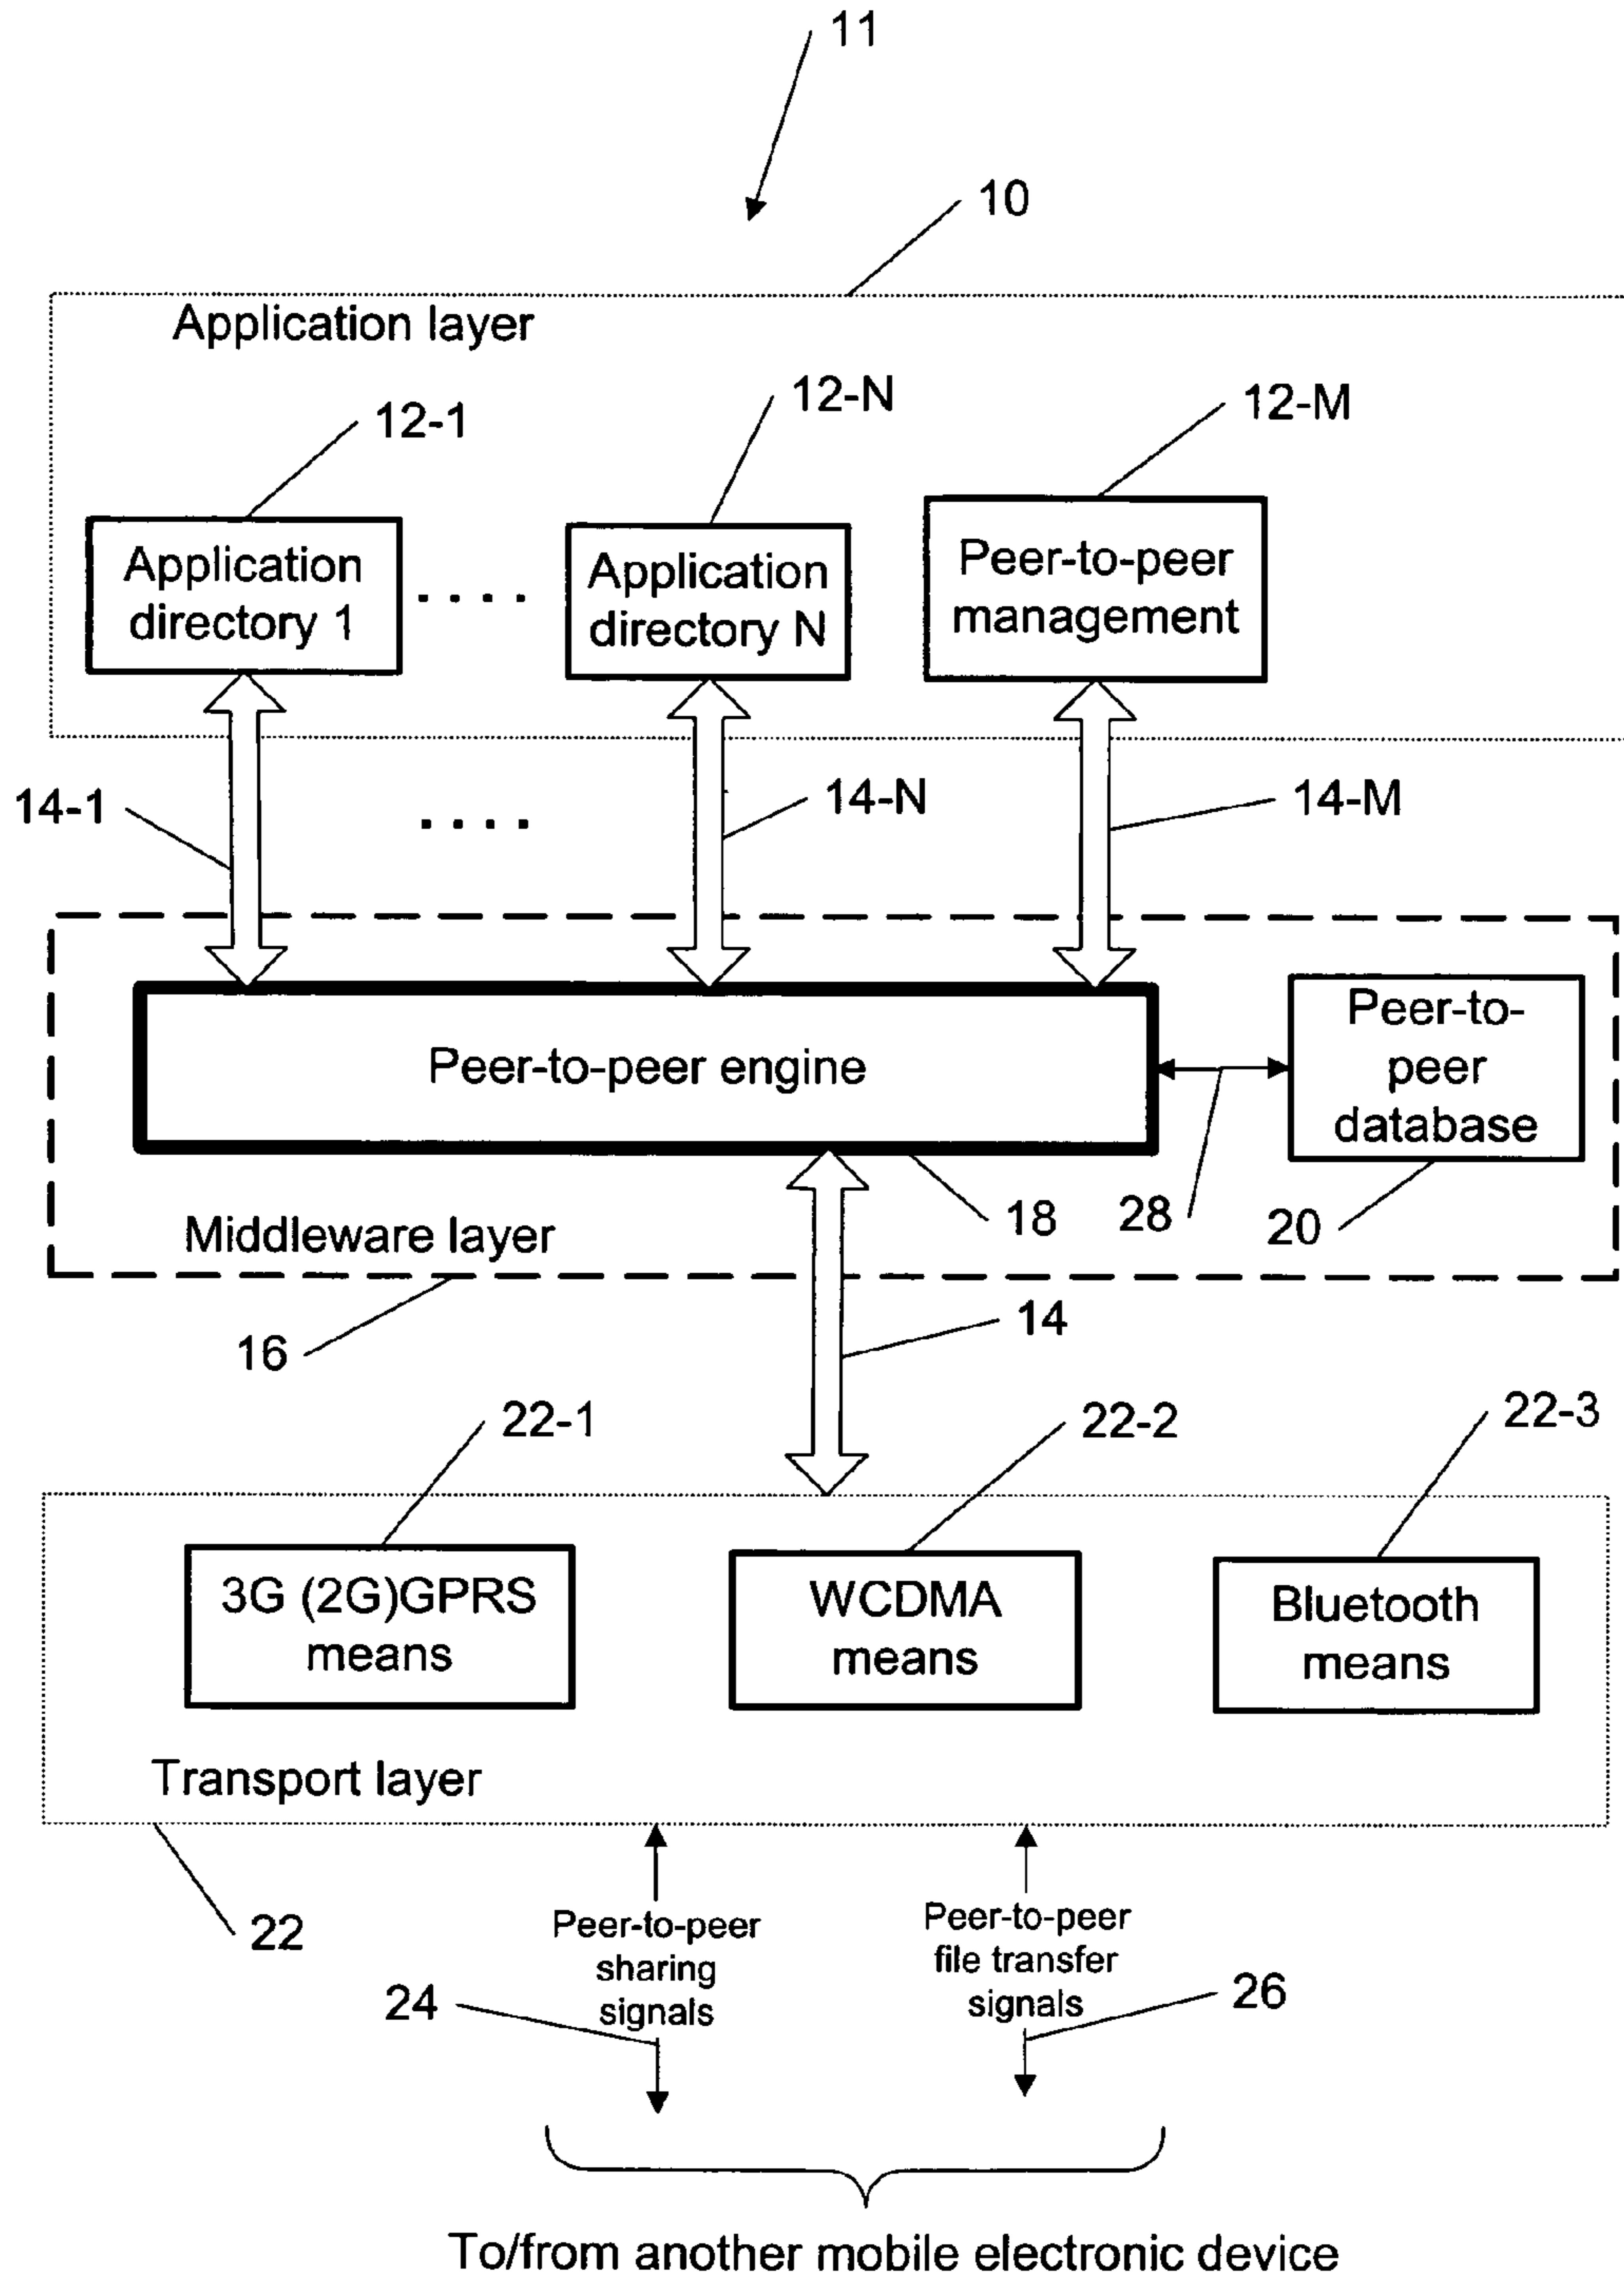 11
10
Application layer
12-1
12-N
12-M
Application
directory 1
. . . .
Application
directory N
Peer-to-peer
management
14-1
. . . .
14-N
14-M
Peer-to-peer engine
Peer-to-
peer
database
Middleware layer
18
28
20
16
14
22-1
22-2
22-3
3G (2G)GPRS
means
WCDMA
means
Bluetooth
means
Transport layer
22
Peer-to-peer
sharing
signals
24
Peer-to-peer
file transfer
signals
26
To/from another mobile electronic device